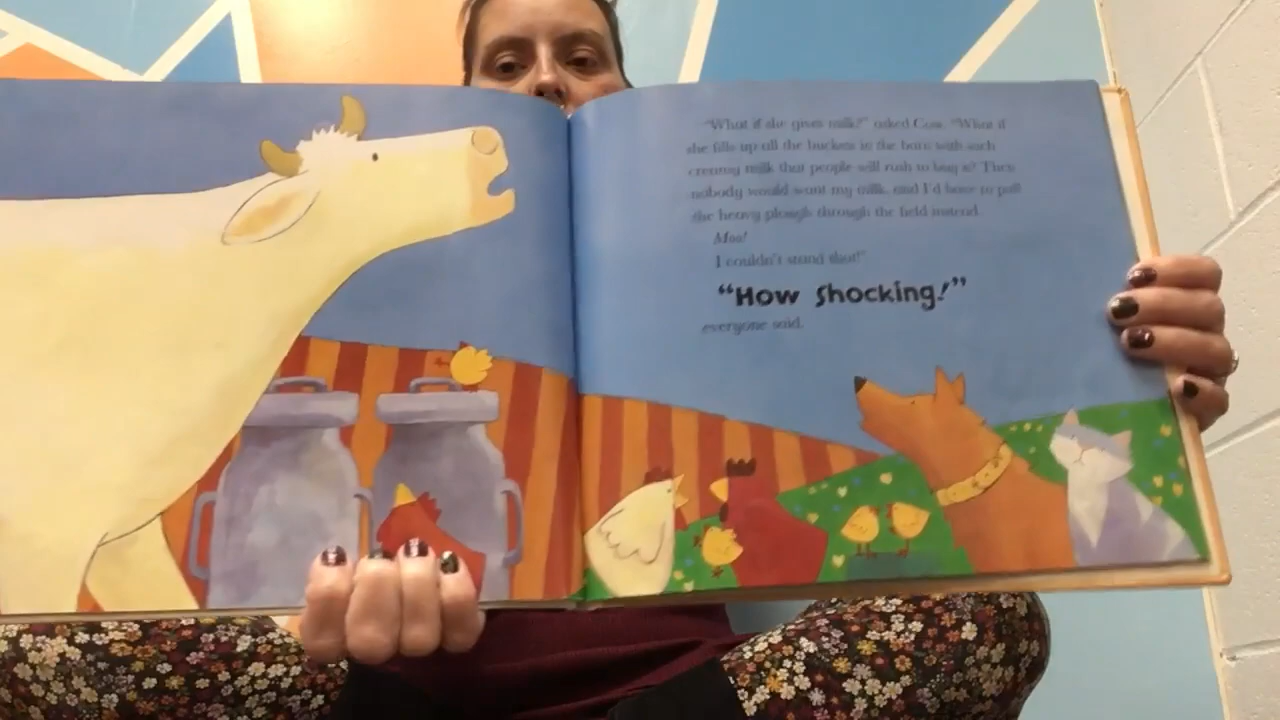 "What if she gives milk?" asked Cow. "What if
she fills up all the buckets in the barn with such
creamy milk that people will rush to buy it? Then
nobody would want my milk, and I'd have to pull
the heavy plough through the field instead.
Moo!
I couldn't stand that!"
"How Shocking!"
everyone said.